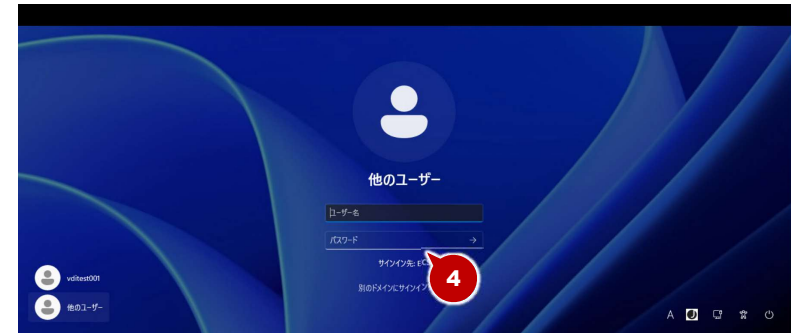 他のユーザー
ユーザー名
パスワード
サインイン先:
4
別のドメインにサインイン
vditest001
他のユーザー
A